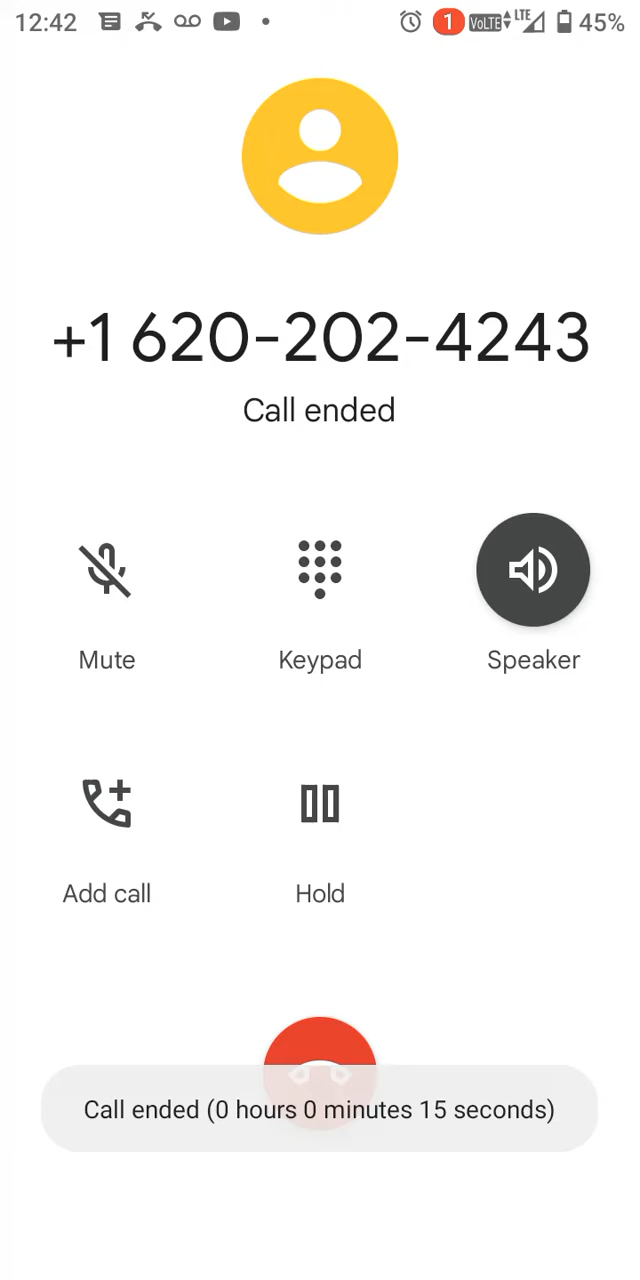 12:42 1 VoLTE LTE 45%
+1 620-202-4243
Call ended
Mute Keypad Speaker
Add call Hold
Call ended (0 hours 0 minutes 15 seconds)